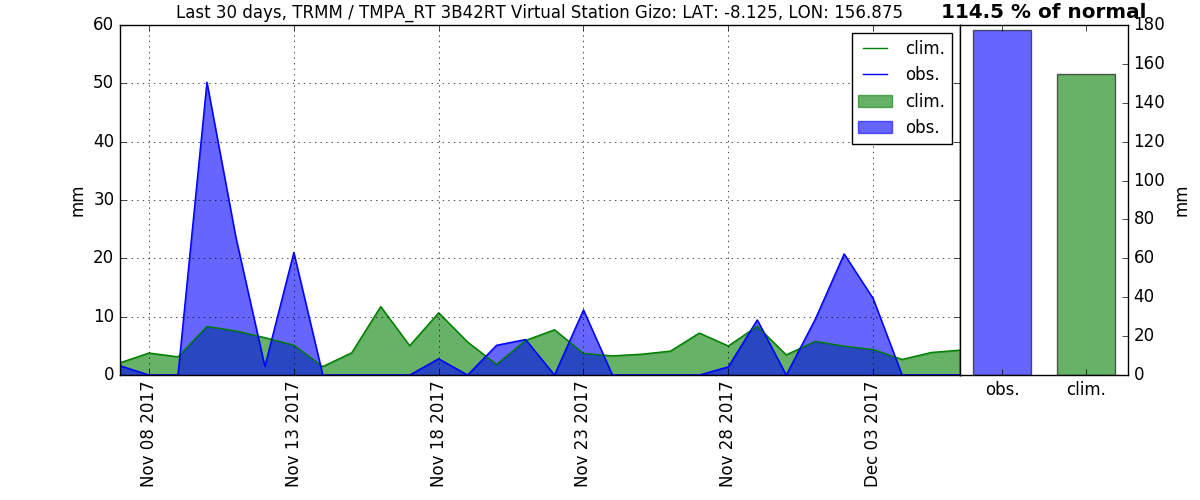 Last 30 days, TRMM / TMPA_RT 3B42RT Virtual Station Gizo: LAT: -8.125, LON: 156.875
114.5 % of normal
60
50
40
30
20
10
0
mm
clim.
obs.
clim.
obs.
180
160
140
120
100
80
60
40
20
0
mm
obs.
clim.
Nov 08 2017
Nov 13 2017
Nov 18 2017
Nov 23 2017
Nov 28 2017
Dec 03 2017